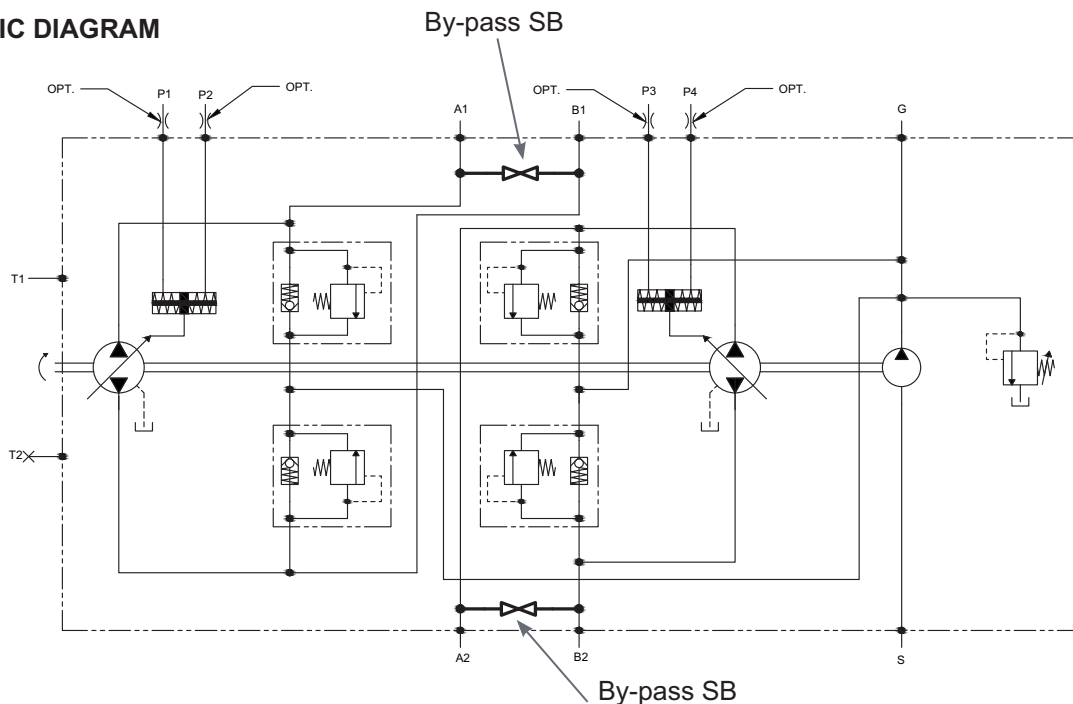 By-pass SB
IC DIAGRAM
OPT. P1 P2 OPT.
A1 B1
OPT. P3 P4 OPT.
G
T1
T2
A2 B2 S
By-pass SB